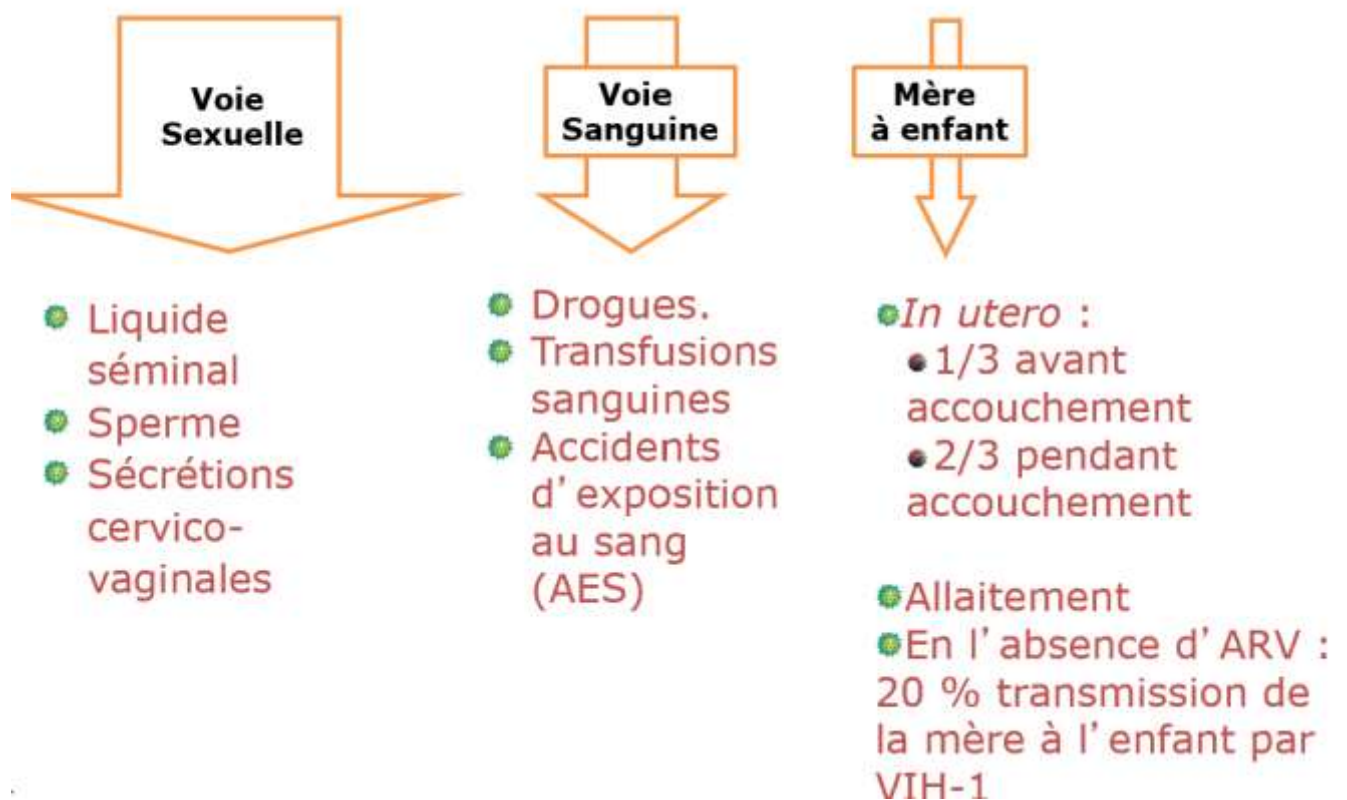 Voie
Sexuelle
Liquide
séminal
Sperme
Sécrétions
cervico-
vaginales
Voie
Sanguine
Drogues.
Transfusions
sanguines
Accidents
d’exposition
au sang
(AES)
Mère
à enfant
In utero :
1/3 avant
accouchement
2/3 pendant
accouchement
Allaitement
En l’absence d’ARV :
20 % transmission de
la mère à l’enfant par
VIH-1